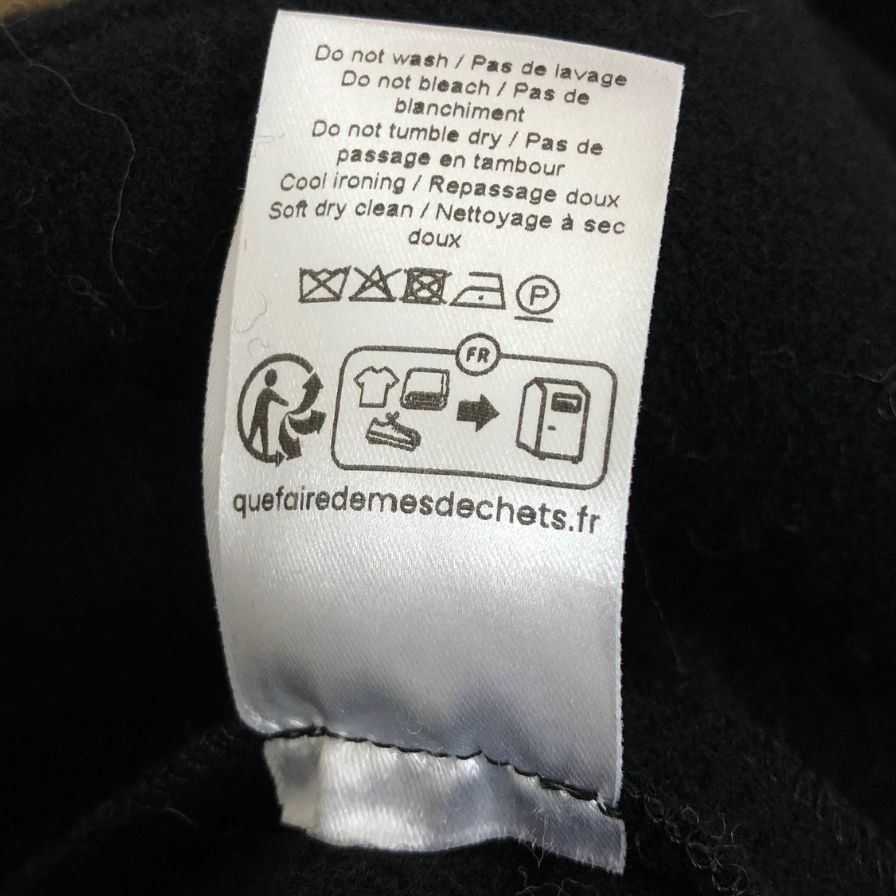 Do not wash / Pas de lavage
Do not bleach / Pas de
blanchiment
Do not tumble dry / Pas de
passage en tambour
Cool ironing / Repassage doux
Soft dry clean / Nettoyage à sec
doux
P
FR
quefairedemesdechets.fr